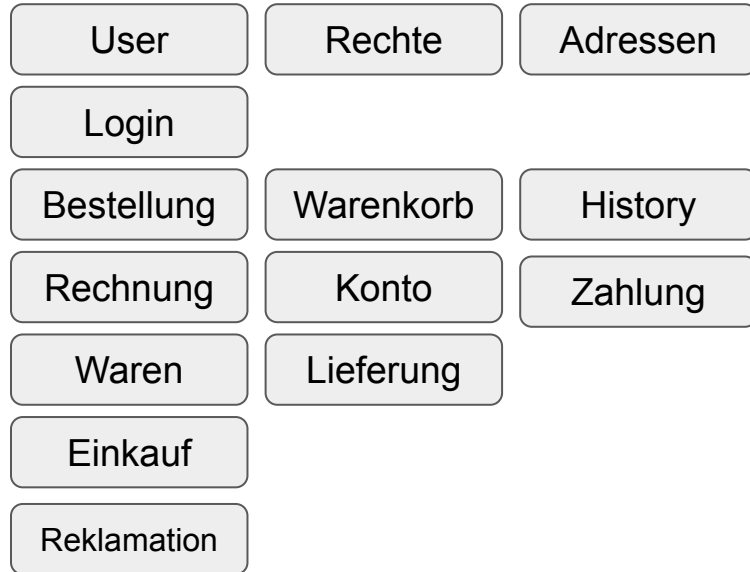 User Rechte Adressen
Login
Bestellung Warenkorb History
Rechnung Konto Zahlung
Waren Lieferung
Einkauf
Reklamation